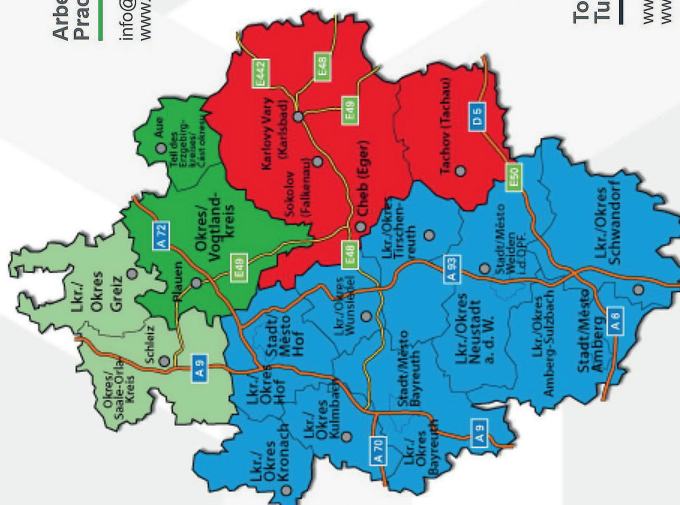 Arbe
Prac
info@
www.
To
Tu
www
www
E442
E48
E49
Karlovy Vary
(Karlsbad)
Sokolov
(Falkenau)
Cheb (Eger)
Tachov (Tachau)
D 5
E50
Aue
Teil des
Erzgebirg-
kreises/
Část okresu
A 72
Okres/
Vogtland-
kreis
Plauen
E49
E48
Lkr./
Okres
Greiz
Schleiz
Okres/
Saale-Orla-
Kreis
A 9
Lkr./Okres
Tirschen-
reuth
A 93
Stadt/Město
Weiden
i.d.OPF.
Lkr./Okres
Schwandorf
Lkr./Okres
Wunsiedel
Stadt/
Město
Hof
Lkr./
Okres
Hof
Lkr./Okres
Neustadt
a. d. W.
Lkr./Okres
Amberg-Sulzbach
Stadt/Město
Amberg
A 6
Stadt/Město
Bayreuth
Lkr./
Okres
Kulmbach
Lkr./
Okres
Kronach
A 70
Lkr./
Okres
Bayreuth
A 9